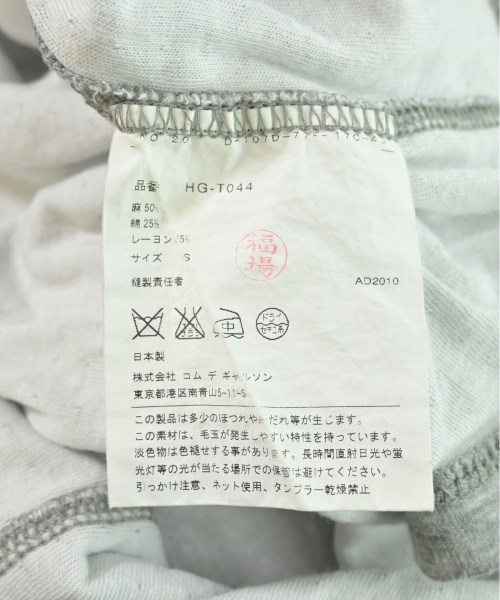 品番 HG-T044
麻 50%
綿 25%
レーヨン 25%
サイズ S
福場
縫製責任者
AD2010
ドライ
セキユ系
日本製
株式会社 コム デ ギャルソン
東京都港区南青山5-11-5
この製品は多少のほつれや糸だれ等が生じます。
この素材は、毛玉が発生しやすい特性を持っています。
淡色物は色褪せする事があります。長時間直射日光や蛍
光灯等の光が当たる場所での保管は避けてください。
引っかけ注意、ネット使用、タンブラー乾燥禁止